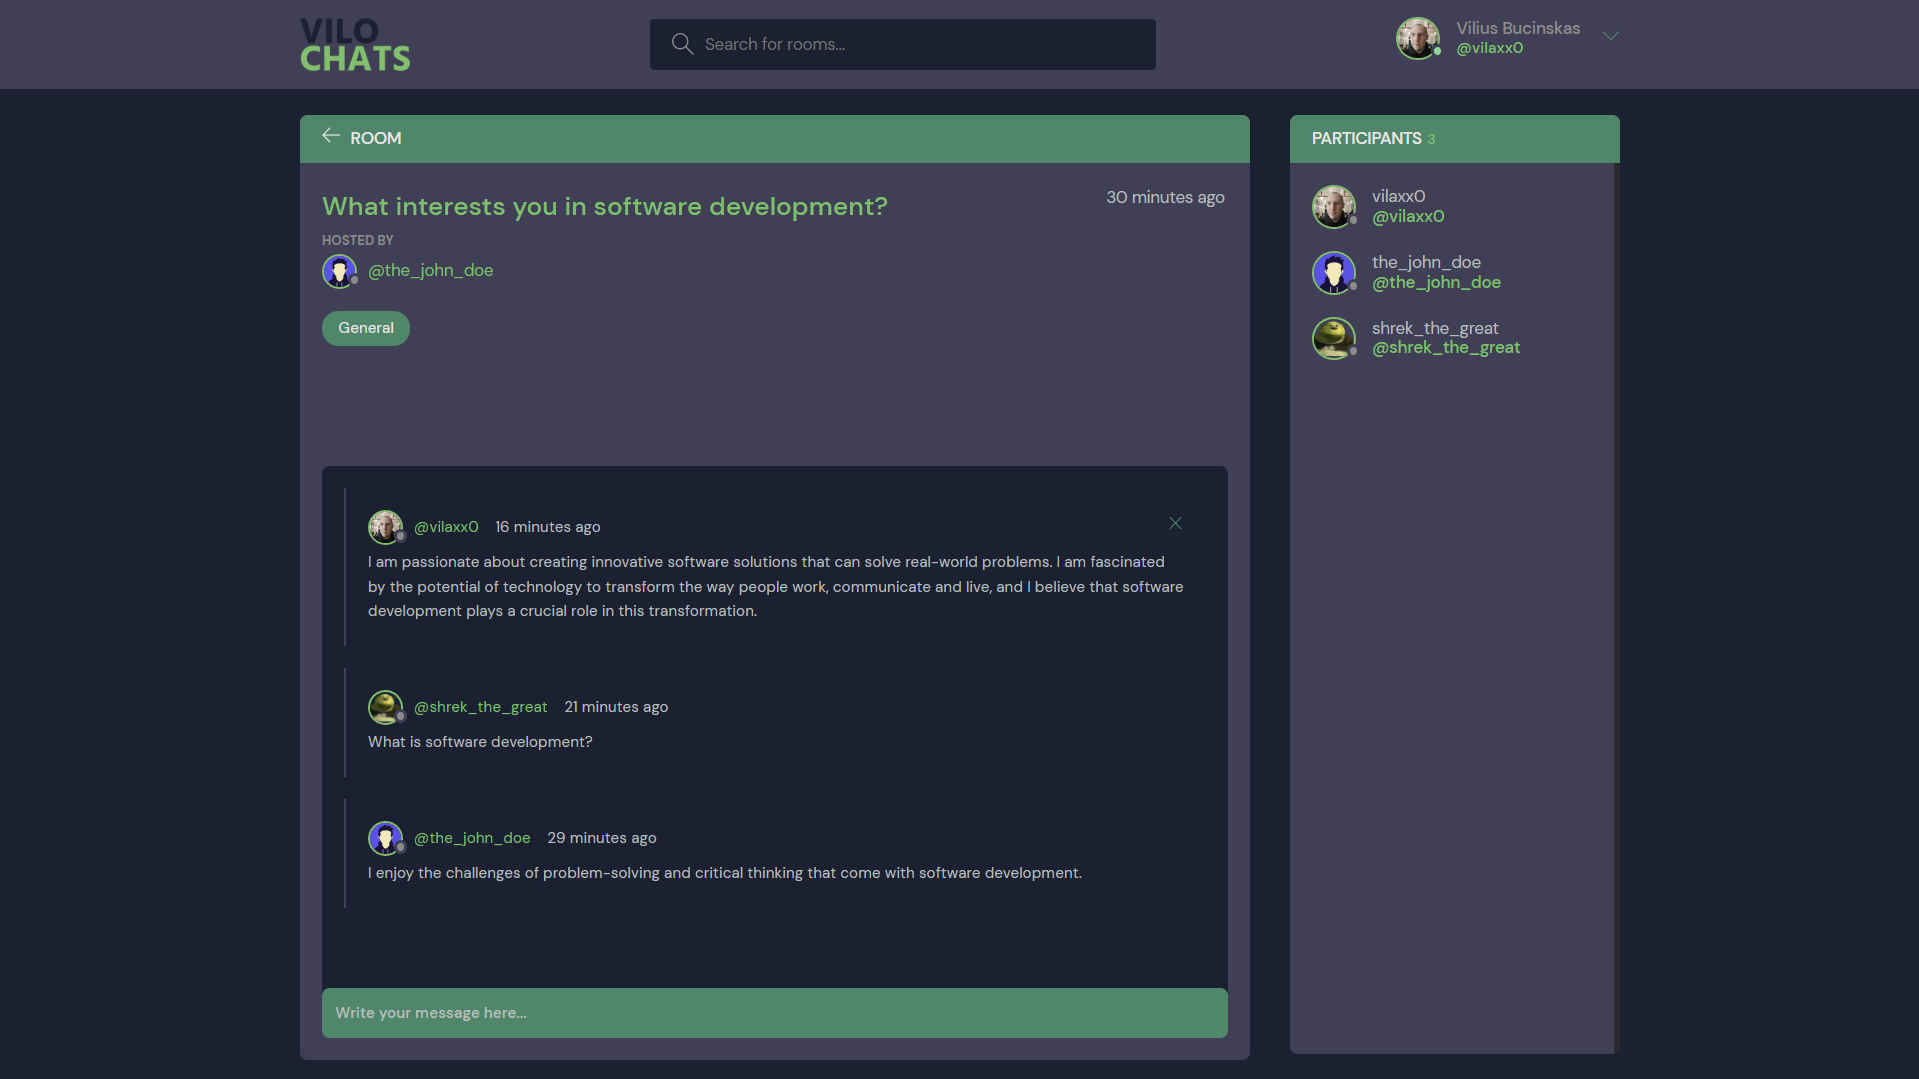 VILO
CHATS
Search for rooms...
Vilius Bucinskas
@vilaxx0
ROOM
What interests you in software development?
30 minutes ago
HOSTED BY
@the_john_doe
General
@vilaxx0 16 minutes ago
I am passionate about creating innovative software solutions that can solve real-world problems. I am fascinated
by the potential of technology to transform the way people work, communicate and live, and I believe that software
development plays a crucial role in this transformation.
@shrek_the_great 21 minutes ago
What is software development?
@the_john_doe 29 minutes ago
I enjoy the challenges of problem-solving and critical thinking that come with software development.
Write your message here...
PARTICIPANTS 3
vilaxx0
@vilaxx0
the_john_doe
@the_john_doe
shrek_the_great
@shrek_the_great